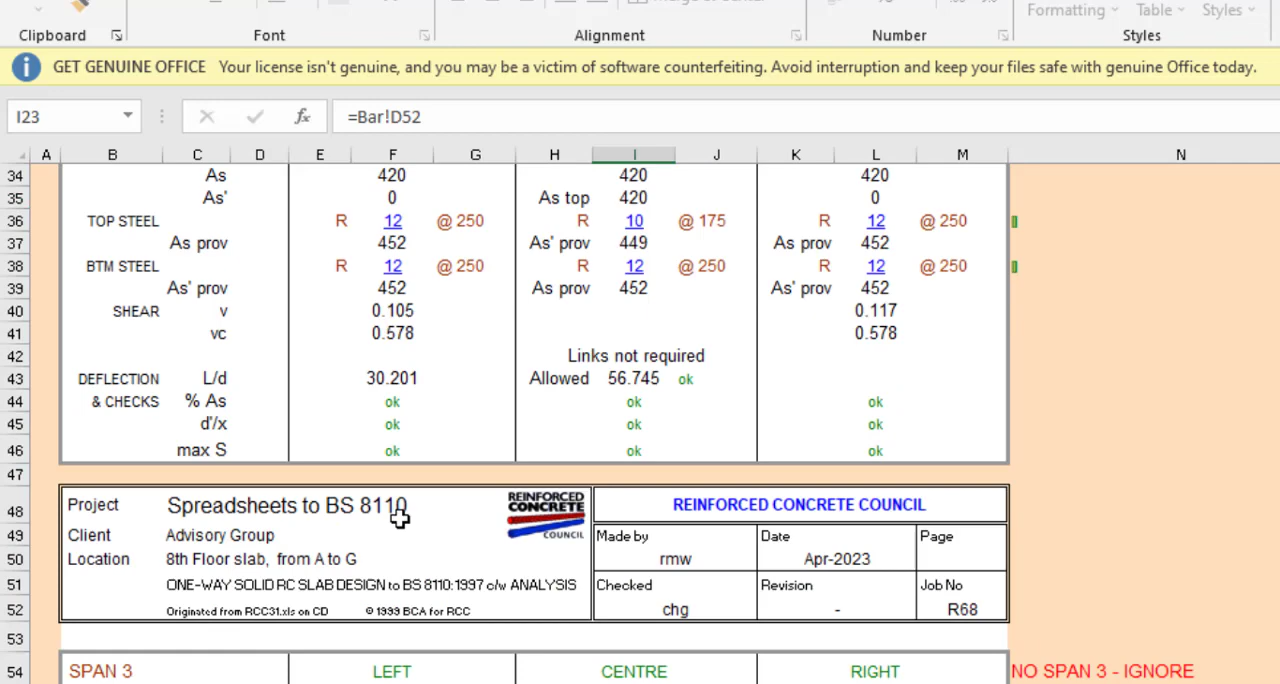 Formatting Table Styles
Clipboard Font Alignment Number Styles
GET GENUINE OFFICE Your license isn't genuine, and you may be a victim of software counterfeiting. Avoid interruption and keep your files safe with genuine Office today.
I23 fx =Bar!D52
A B C D E F G H I J K L M N
34 As 420 420 420
35 As' 0 As top 420 0
36 TOP STEEL R 12 @ 250 R 10 @ 175 R 12 @ 250
37 As prov 452 As' prov 449 As prov 452
38 BTM STEEL R 12 @ 250 R 12 @ 250 R 12 @ 250
39 As' prov 452 As prov 452 As' prov 452
40 SHEAR v 0.105 0.117
41 vc 0.578 0.578
42 Links not required
43 DEFLECTION L/d 30.201 Allowed 56.745 ok
44 & CHECKS % As ok ok ok
45 d'/x ok ok ok
46 max S ok ok ok
47
48 Project Spreadsheets to BS 8110 REINFORCED CONCRETE COUNCIL REINFORCED CONCRETE COUNCIL
49 Client Advisory Group Made by Date Page
50 Location 8th Floor slab, from A to G rmw Apr-2023
51 ONE-WAY SOLID RC SLAB DESIGN to BS 8110:1997 c/w ANALYSIS Checked Revision Job No
52 Originated from RCC31.xls on CD © 1999 BCA for RCC chg - R68
53
54 SPAN 3 LEFT CENTRE RIGHT NO SPAN 3 - IGNORE